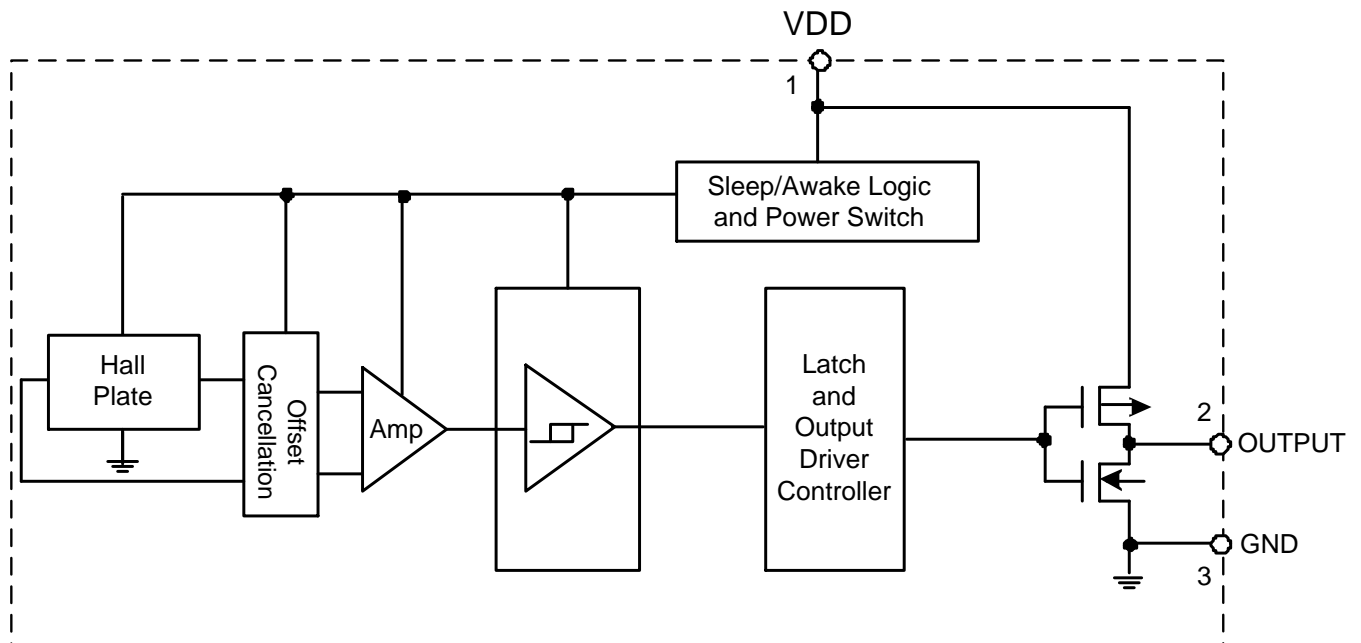 VDD
1
Sleep/Awake Logic
and Power Switch
Hall
Plate
Offset
Cancellation
Amp
Latch
and
Output
Driver
Controller
2
OUTPUT
GND
3